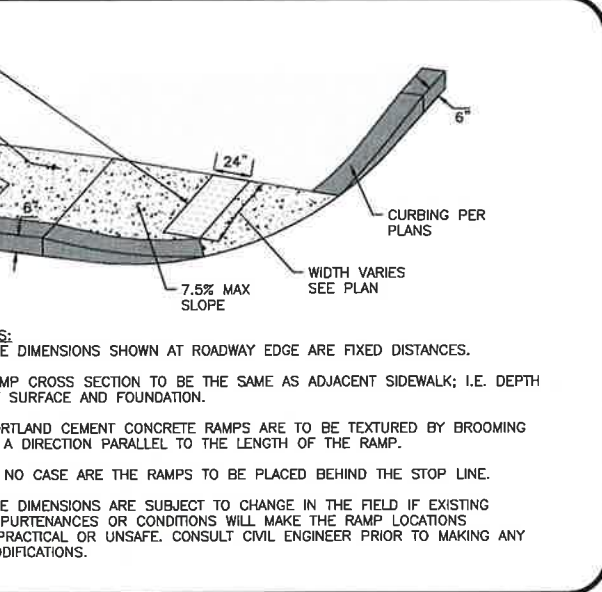 24"
6"
6"
CURBING PER
PLANS
WIDTH VARIES
SEE PLAN
7.5% MAX
SLOPE
S:
E DIMENSIONS SHOWN AT ROADWAY EDGE ARE FIXED DISTANCES.
MP CROSS SECTION TO BE THE SAME AS ADJACENT SIDEWALK; I.E. DEPTH
SURFACE AND FOUNDATION.
RTLAND CEMENT CONCRETE RAMPS ARE TO BE TEXTURED BY BROOMING
A DIRECTION PARALLEL TO THE LENGTH OF THE RAMP.
NO CASE ARE THE RAMPS TO BE PLACED BEHIND THE STOP LINE.
E DIMENSIONS ARE SUBJECT TO CHANGE IN THE FIELD IF EXISTING
PURTENANCES OR CONDITIONS WILL MAKE THE RAMP LOCATIONS
PRACTICAL OR UNSAFE. CONSULT CIVIL ENGINEER PRIOR TO MAKING ANY
ODIFICATIONS.